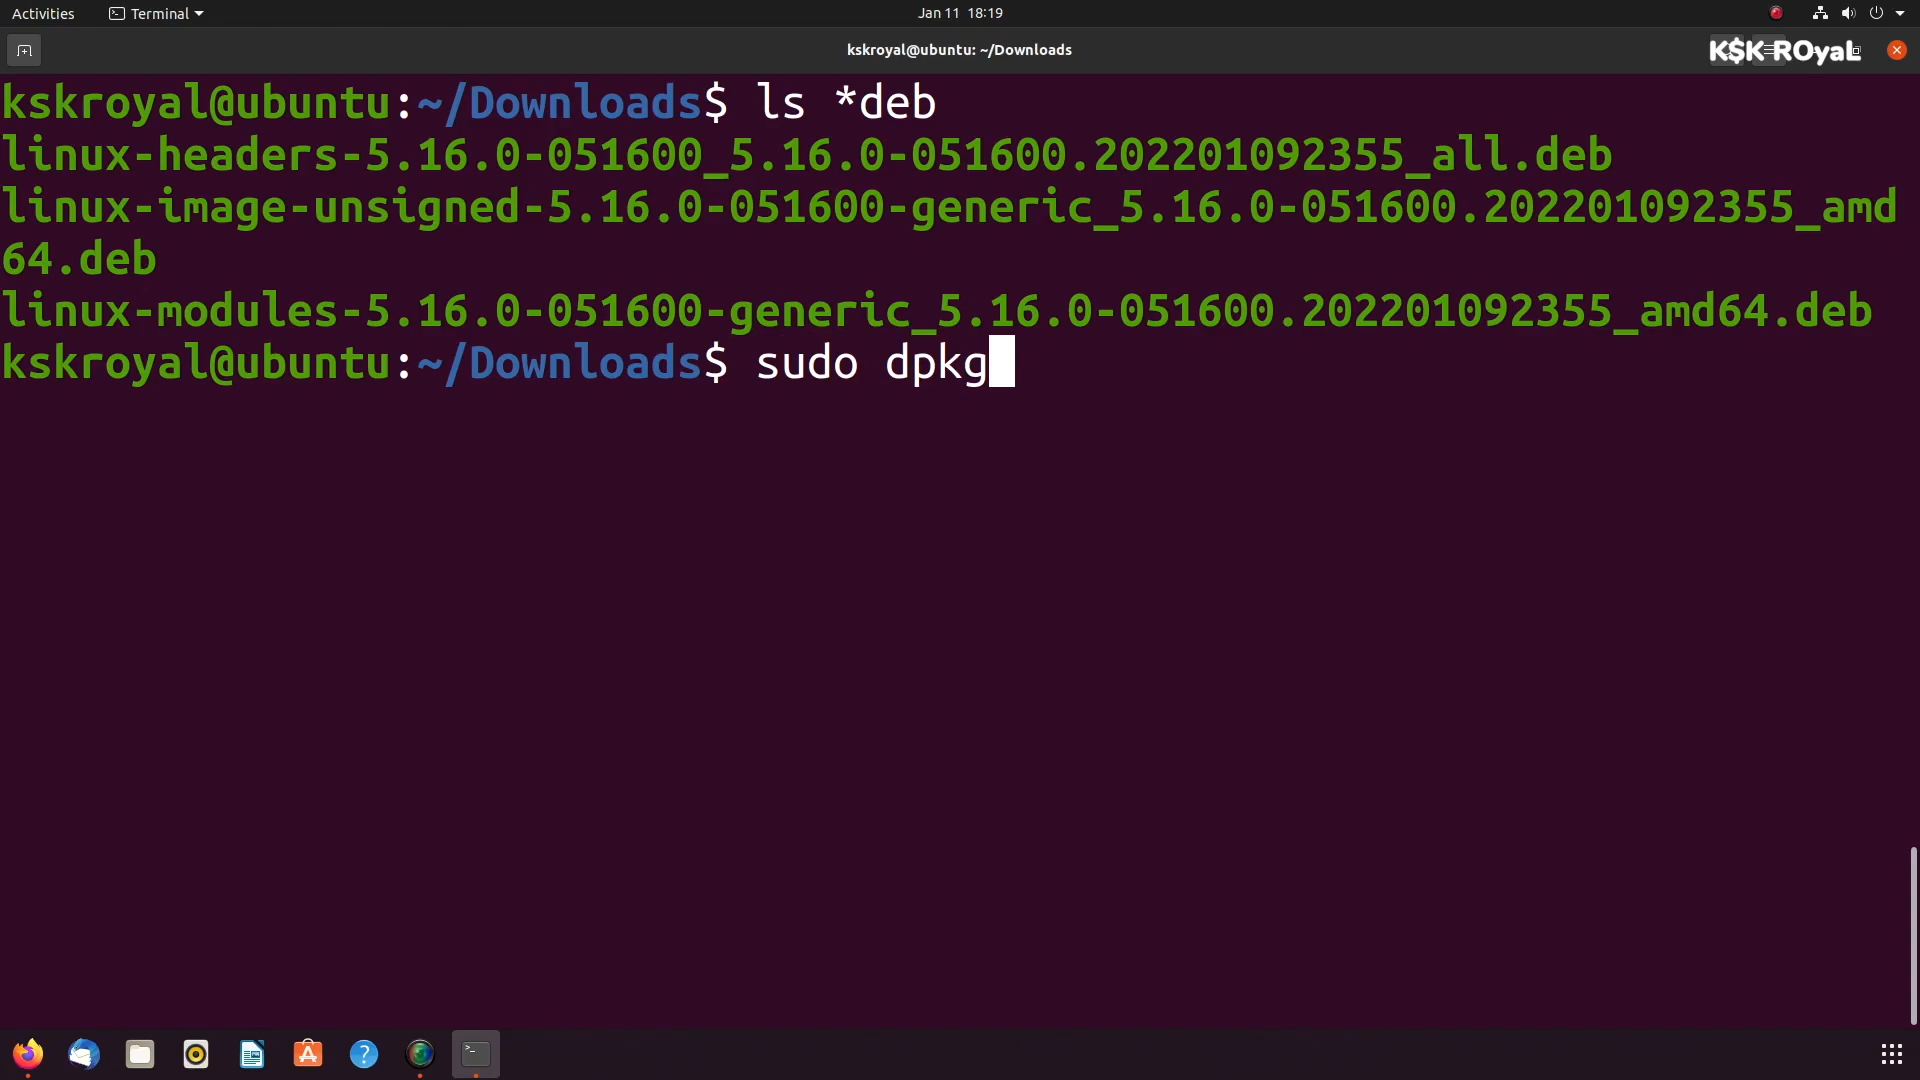 Activities
Terminal
Jan 11 18:19
kskroyal@ubuntu: ~/Downloads
K$K ROyaL
kskroyal@ubuntu:~/Downloads$ ls *deb
linux-headers-5.16.0-051600_5.16.0-051600.202201092355_all.deb
linux-image-unsigned-5.16.0-051600-generic_5.16.0-051600.202201092355_amd
64.deb
linux-modules-5.16.0-051600-generic_5.16.0-051600.202201092355_amd64.deb
kskroyal@ubuntu:~/Downloads$ sudo dpkg